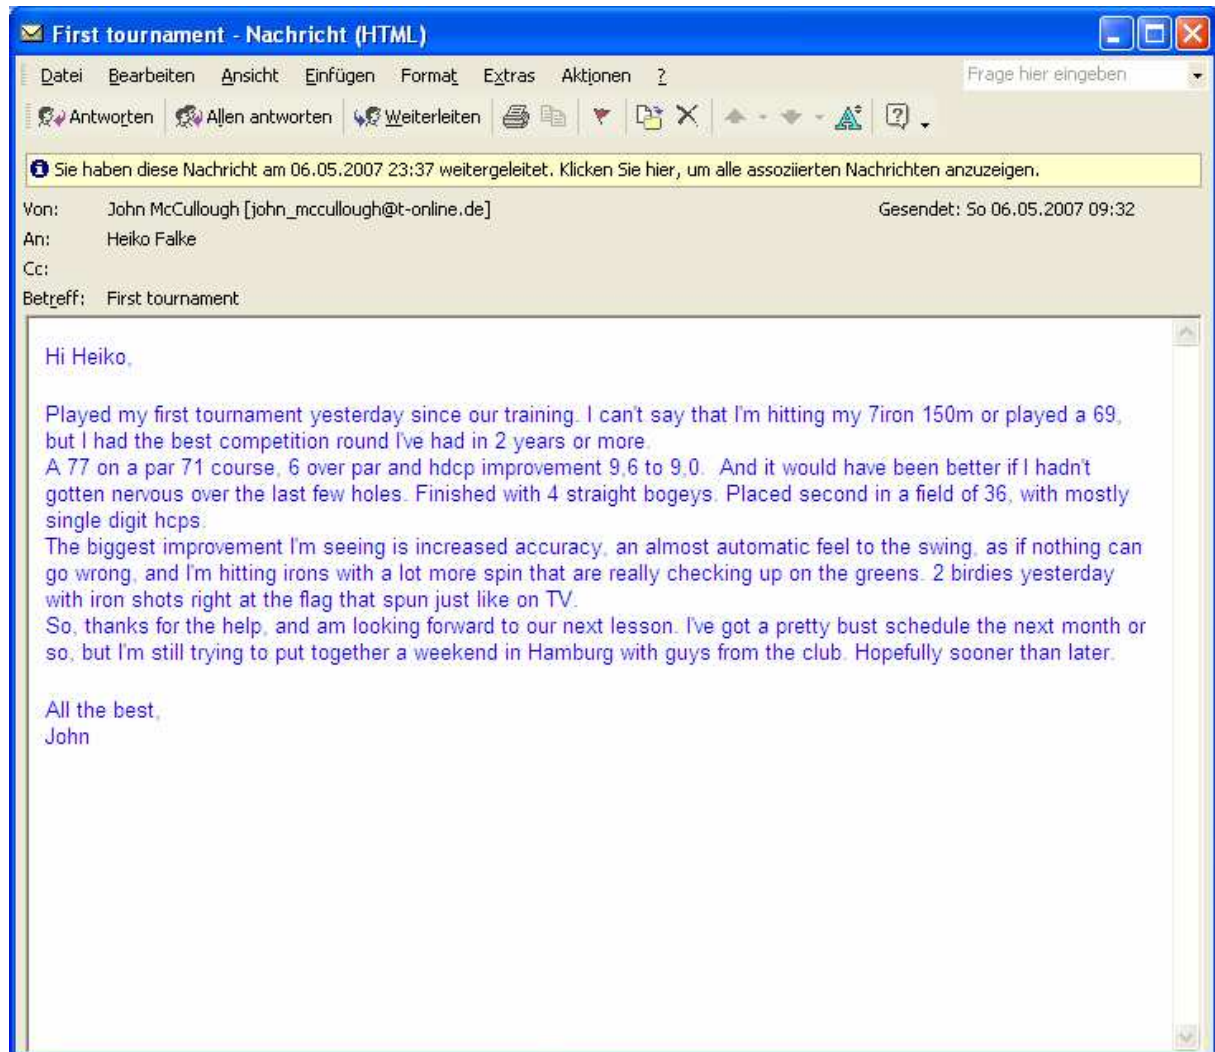 First tournament - Nachricht (HTML)
Datei Bearbeiten Ansicht Einfügen Format Extras Aktionen ? Frage hier eingeben
Antworten Allen antworten Weiterleiten
Sie haben diese Nachricht am 06.05.2007 23:37 weitergeleitet. Klicken Sie hier, um alle assoziierten Nachrichten anzuzeigen.
Von: John McCullough [john_mccullough@t-online.de] Gesendet: So 06.05.2007 09:32
An: Heiko Falke
Cc:
Betreff: First tournament
Hi Heiko,
Played my first tournament yesterday since our training. I can't say that I'm hitting my 7iron 150m or played a 69,
but I had the best competition round I've had in 2 years or more.
A 77 on a par 71 course, 6 over par and hdcp improvement 9,6 to 9,0. And it would have been better if I hadn't
gotten nervous over the last few holes. Finished with 4 straight bogeys. Placed second in a field of 36, with mostly
single digit hcps.
The biggest improvement I'm seeing is increased accuracy, an almost automatic feel to the swing, as if nothing can
go wrong, and I'm hitting irons with a lot more spin that are really checking up on the greens. 2 birdies yesterday
with iron shots right at the flag that spun just like on TV.
So, thanks for the help, and am looking forward to our next lesson. I've got a pretty bust schedule the next month or
so, but I'm still trying to put together a weekend in Hamburg with guys from the club. Hopefully sooner than later.
All the best,
John